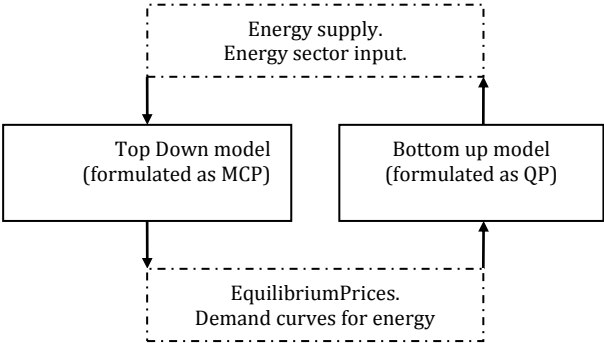 Energy supply.
Energy sector input.
Top Down model
(formulated as MCP)
Bottom up model
(formulated as QP)
EquilibriumPrices.
Demand curves for energy